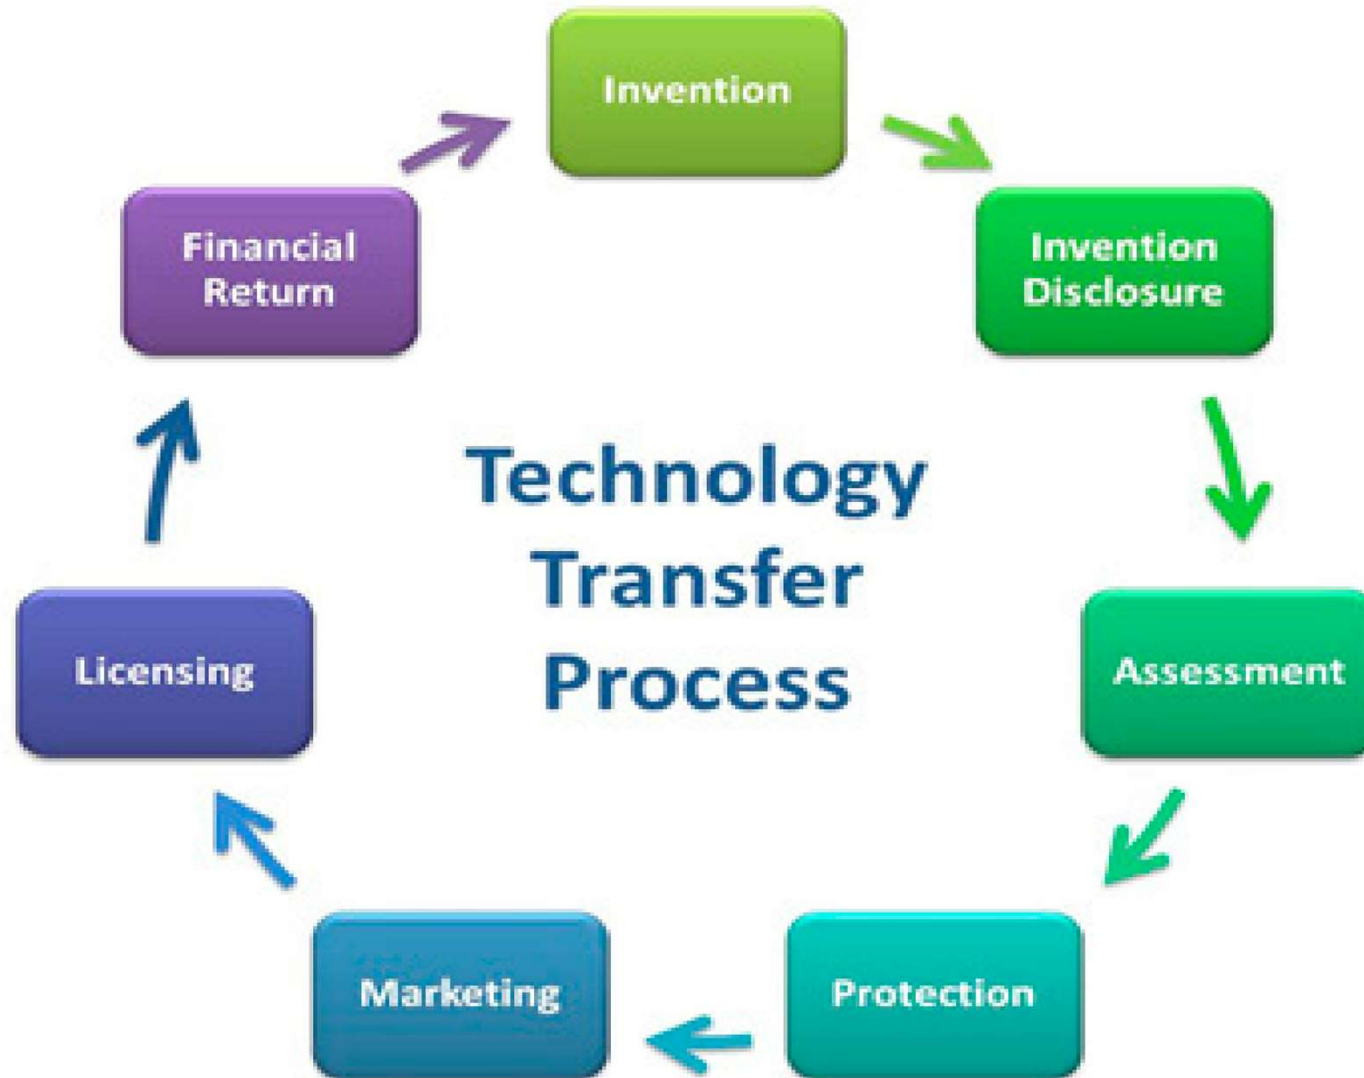 Invention
Invention
Disclosure
Assessment
Protection
Marketing
Licensing
Financial
Return
Technology
Transfer
Process